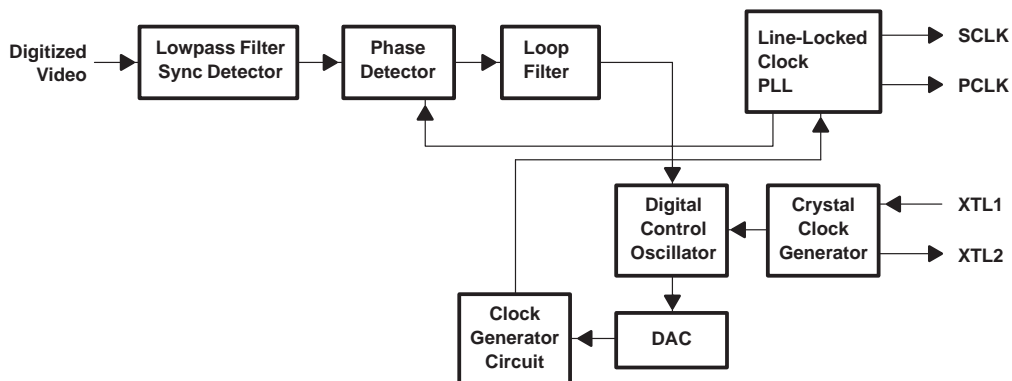 Digitized
Video
Lowpass Filter
Sync Detector
Phase
Detector
Loop
Filter
Line-Locked
Clock
PLL
SCLK
PCLK
Digital
Control
Oscillator
Crystal
Clock
Generator
XTL1
XTL2
Clock
Generator
Circuit
DAC